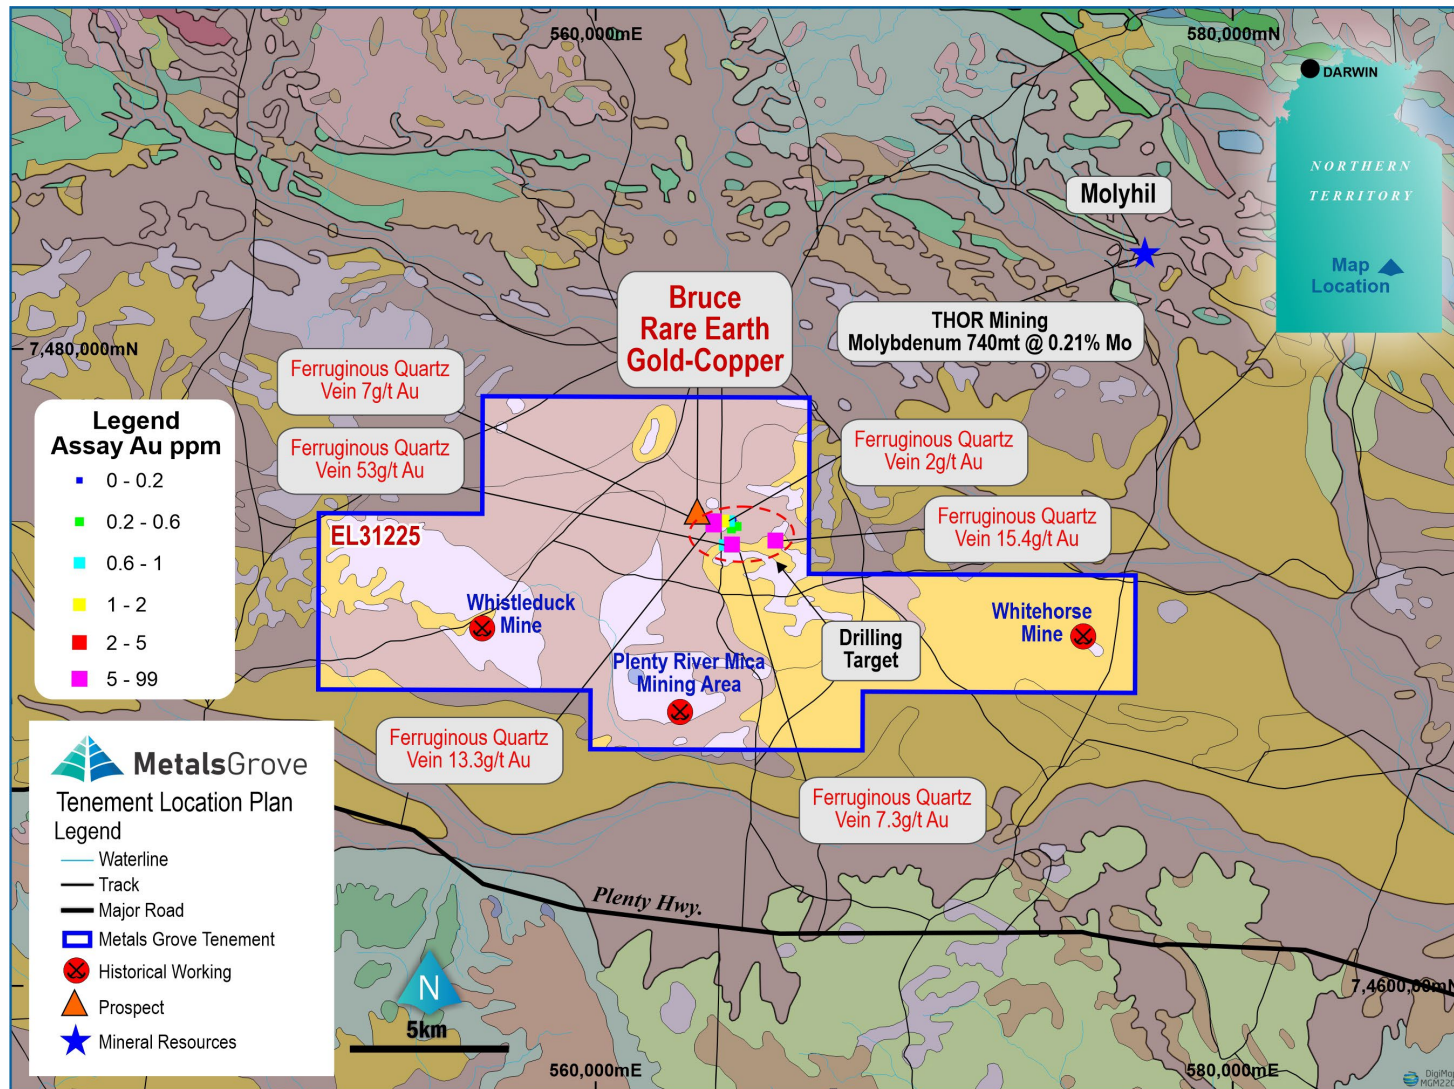 560,000mE
580,000mN
DARWIN
NORTHERN
TERRITORY
Map
Location
Molyhil
THOR Mining
Molybdenum 740mt @ 0.21% Mo
Bruce
Rare Earth
Gold-Copper
7,480,000mN
Ferruginous Quartz
Vein 7g/t Au
Ferruginous Quartz
Vein 53g/t Au
Ferruginous Quartz
Vein 2g/t Au
Ferruginous Quartz
Vein 15.4g/t Au
Legend
Assay Au ppm
0 - 0.2
0.2 - 0.6
0.6 - 1
1 - 2
2 - 5
5 - 99
EL31225
Whistleduck
Mine
Plenty River Mica
Mining Area
Drilling
Target
Whitehorse
Mine
Ferruginous Quartz
Vein 13.3g/t Au
Ferruginous Quartz
Vein 7.3g/t Au
MetalsGrove
Tenement Location Plan
Legend
Waterline
Track
Major Road
Metals Grove Tenement
Historical Working
Prospect
Mineral Resources
Plenty Hwy.
N
5km
7,4600,00mN
560,000mE
580,000mE